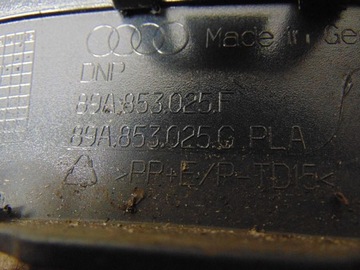 Made in Ge
DNP
89A.853.025.F
89A.853.025.G PLA
>PP+E/P-TD15<